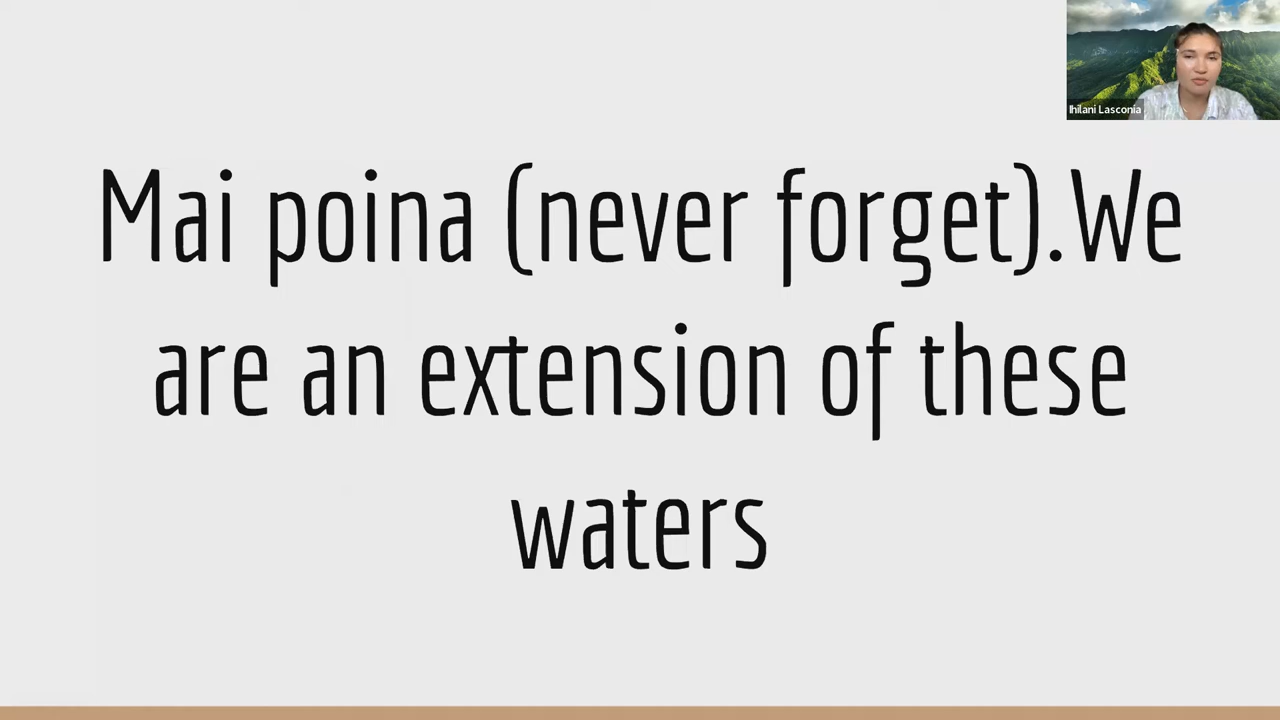 Ihilani Lasconia
Mai poina (never forget).We
are an extension of these
waters